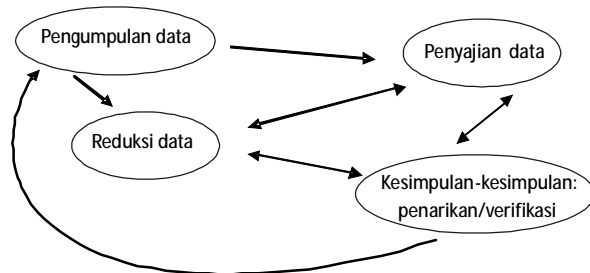 Pengumpulan data
Penyajian data
Reduksi data
Kesimpulan-kesimpulan:
penarikan/verifikasi